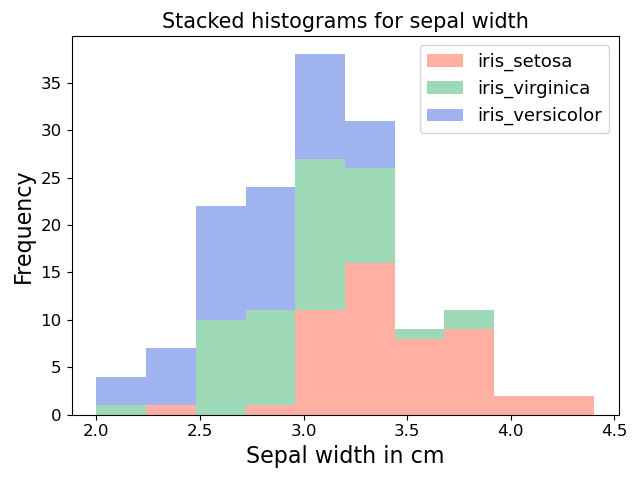 Stacked histograms for sepal width
iris_setosa
iris_virginica
iris_versicolor
Frequency
35
30
25
20
15
10
5
0
2.0 2.5 3.0 3.5 4.0 4.5
Sepal width in cm